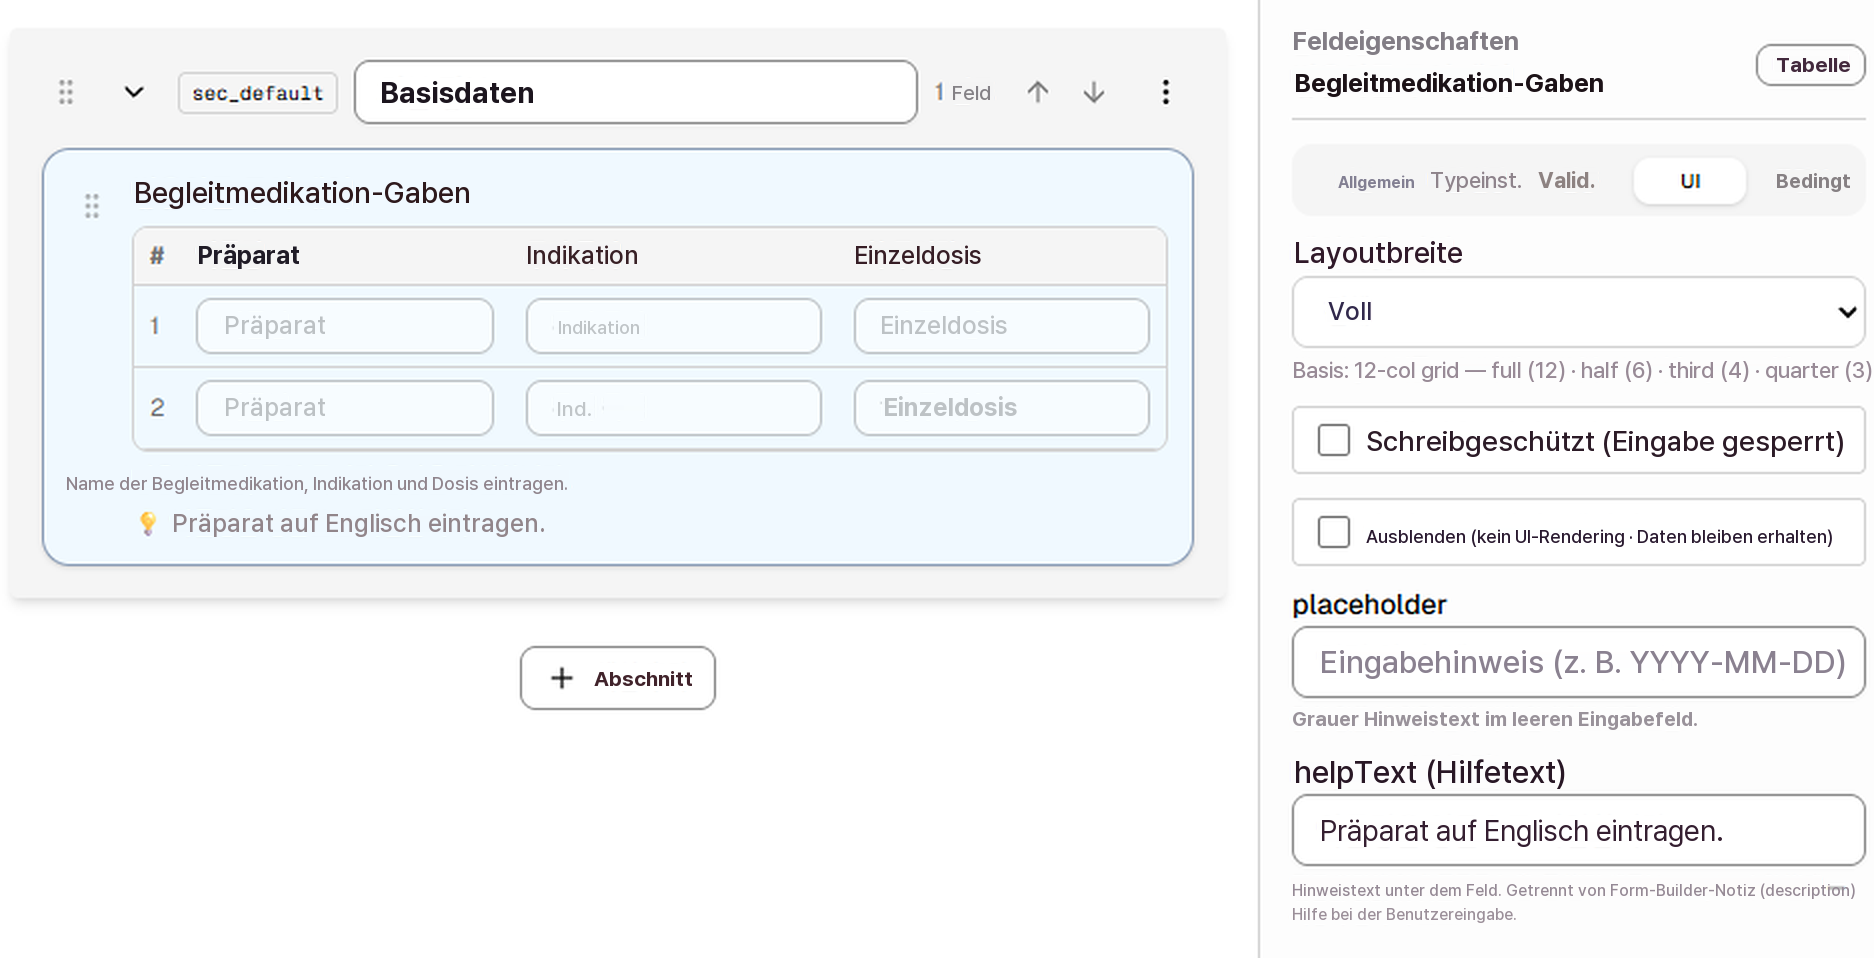 sec_default Basisdaten 1 Feld
Begleitmedikation-Gaben
# Präparat Indikation Einzeldosis
1 Präparat Indikation Einzeldosis
2 Präparat Ind. Einzeldosis
Name der Begleitmedikation, Indikation und Dosis eintragen.
Präparat auf Englisch eintragen.
Abschnitt
Feldeigenschaften
Begleitmedikation-Gaben
Tabelle
Allgemein Typeinst. Valid. UI Bedingt
Layoutbreite
Voll
Basis: 12-col grid — full (12) · half (6) · third (4) · quarter (3)
Schreibgeschützt (Eingabe gesperrt)
Ausblenden (kein UI-Rendering · Daten bleiben erhalten)
placeholder
Eingabehinweis (z. B. YYYY-MM-DD)
Grauer Hinweistext im leeren Eingabefeld.
helpText (Hilfetext)
Präparat auf Englisch eintragen.
Hinweistext unter dem Feld. Getrennt von Form-Builder-Notiz (description)
Hilfe bei der Benutzereingabe.